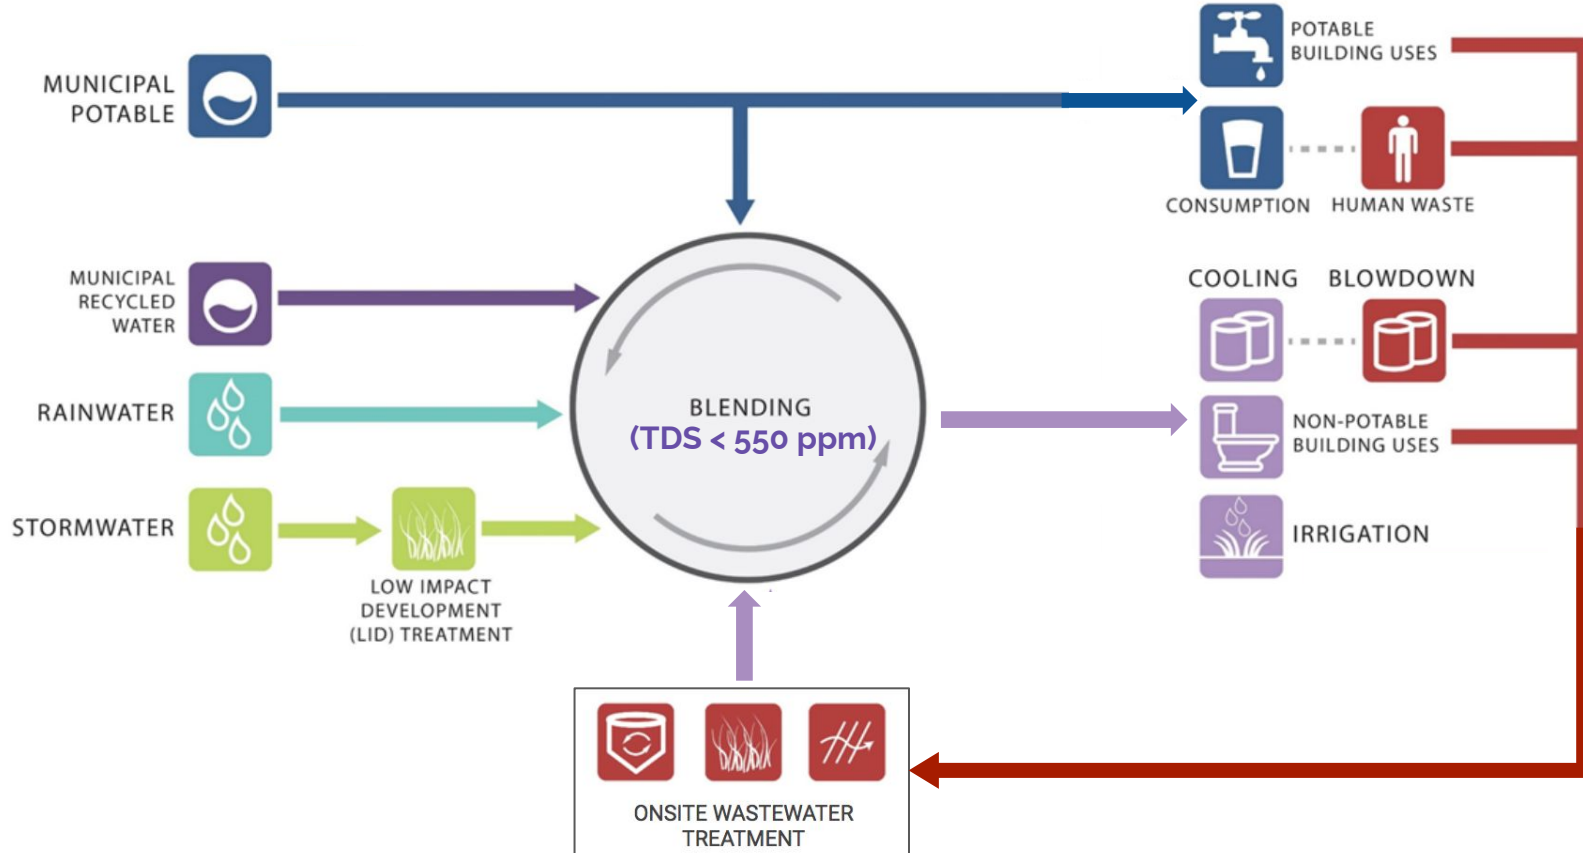 MUNICIPAL
POTABLE
POTABLE
BUILDING USES
CONSUMPTION
HUMAN WASTE
MUNICIPAL
RECYCLED
WATER
RAINWATER
STORMWATER
LOW IMPACT
DEVELOPMENT
(LID) TREATMENT
BLENDING
(TDS < 550 ppm)
COOLING
BLOWDOWN
NON-POTABLE
BUILDING USES
IRRIGATION
ONSITE WASTEWATER
TREATMENT